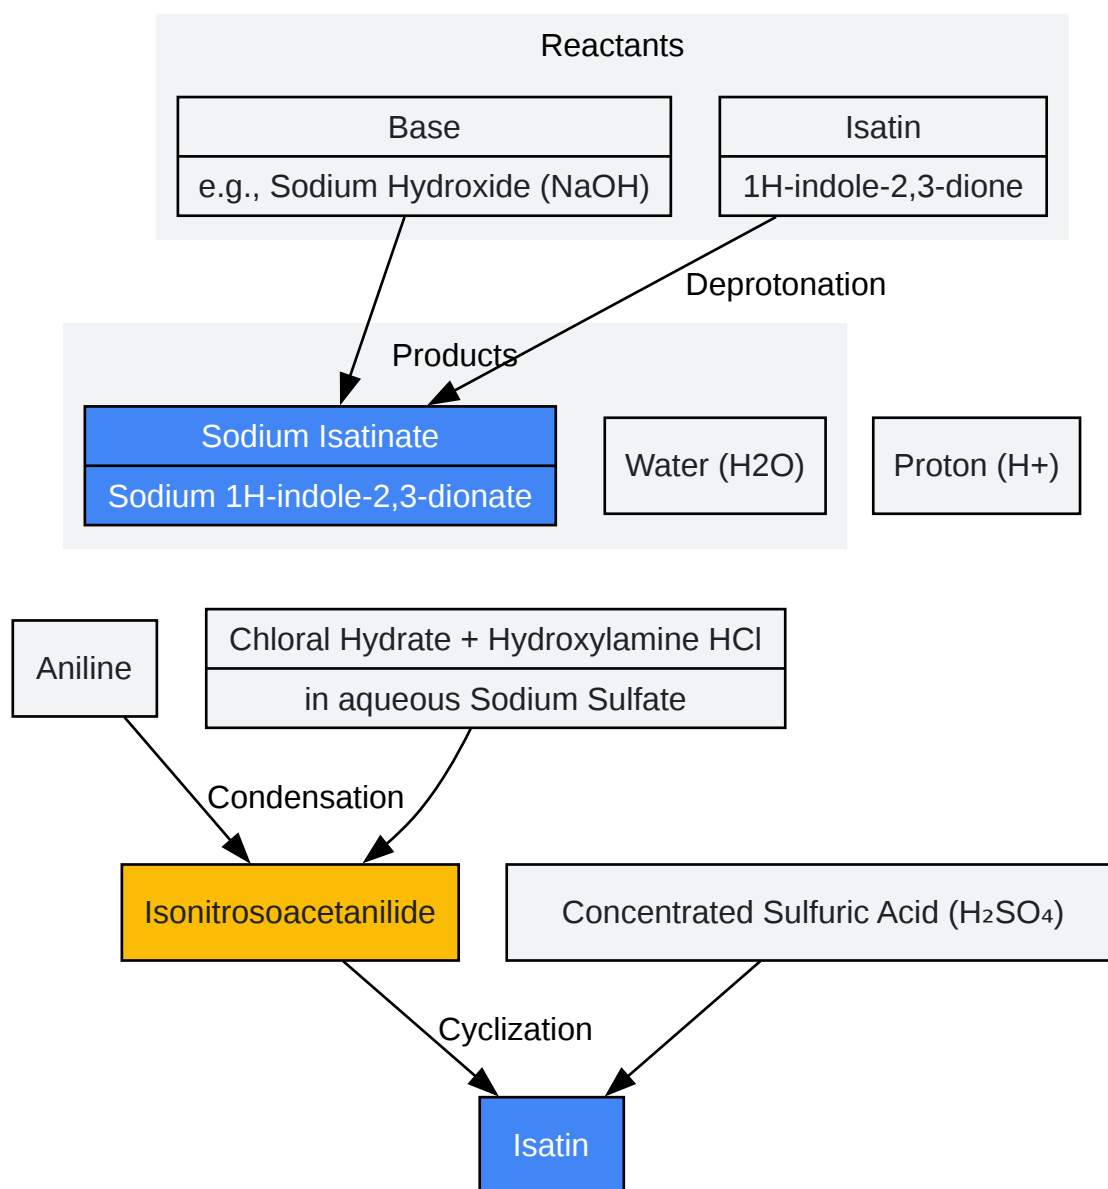 Reactants
Base
e.g., Sodium Hydroxide (NaOH)
Isatin
1H-indole-2,3-dione
Deprotonation
Products
Sodium Isatinate
Sodium 1H-indole-2,3-dionate
Water (H2O)
Proton (H+)
Aniline
Chloral Hydrate + Hydroxylamine HCl
in aqueous Sodium Sulfate
Condensation
Isonitrosoacetanilide
Concentrated Sulfuric Acid (H₂SO₄)
Cyclization
Isatin